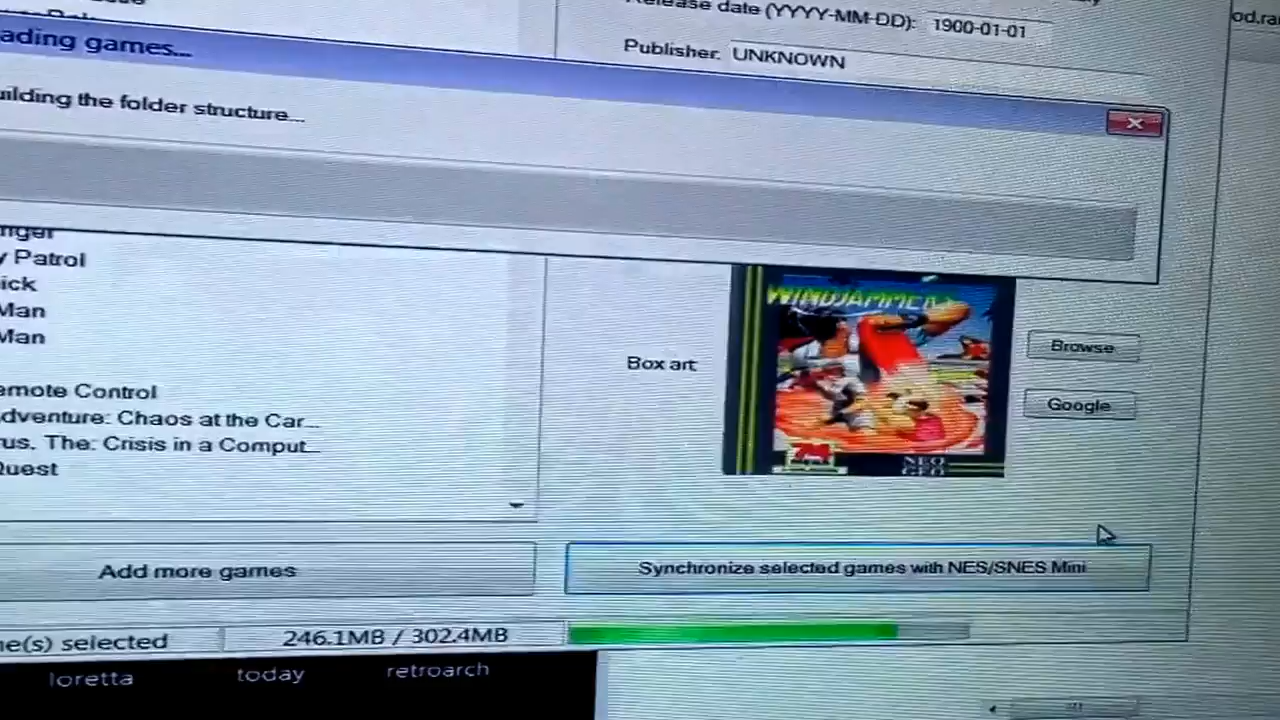 Release date (YYYY-MM-DD): 1900-01-01
od.ra
Publisher: UNKNOWN
ading games...
uilding the folder structure...
y Patrol
ick
Man
Man
emote Control
dventure: Chaos at the Car...
rus, The: Crisis in a Comput...
Quest
Box art:
WINDJAMMERS
NEO GEO
Browse
Google
Add more games
Synchronize selected games with NES/SNES Mini
e(s) selected
246.1MB / 302.4MB
loretta today retroarch